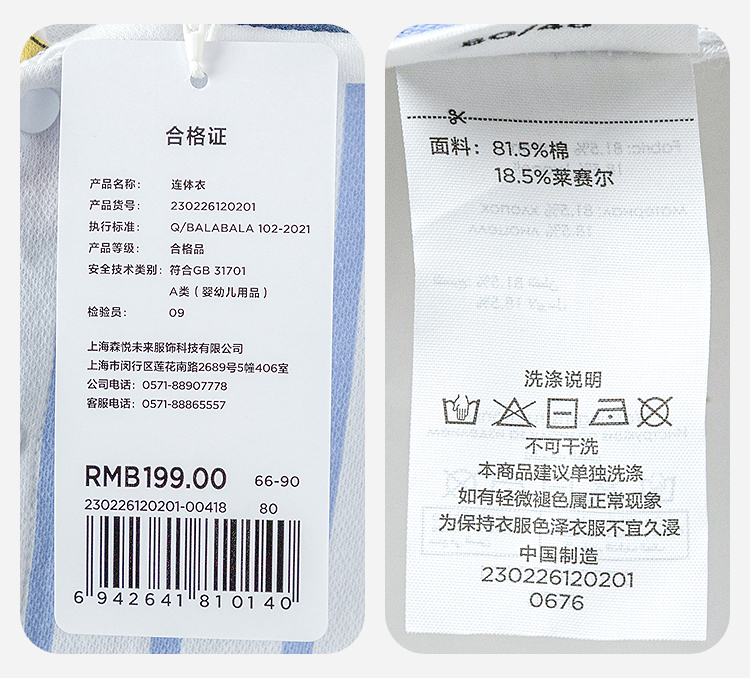 合格证
产品名称： 连体衣
产品货号： 230226120201
执行标准： Q/BALABALA 102-2021
产品等级： 合格品
安全技术类别： 符合GB 31701
A类（婴幼儿用品）
检验员： 09
上海森悦未来服饰科技有限公司
上海市闵行区莲花南路2689号5幢406室
公司电话：0571-88907778
客服电话：0571-88865557
RMB199.00 66-90
230226120201-00418 80
6 942641 810140
80/48
面料：81.5%棉
18.5%莱赛尔
洗涤说明
不可干洗
本商品建议单独洗涤
如有轻微褪色属正常现象
为保持衣服色泽衣服不宜久浸
中国制造
230226120201
0676